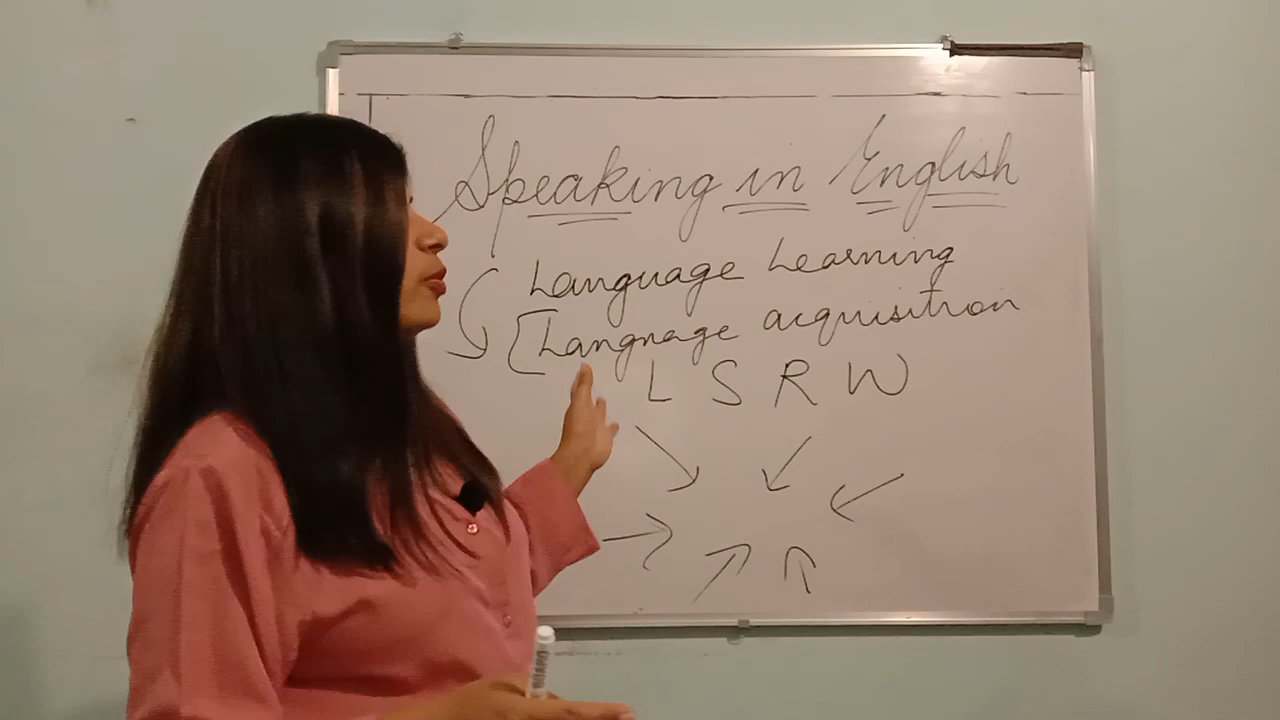 Speaking in English
Language Learning
Language acquisition
L S R W